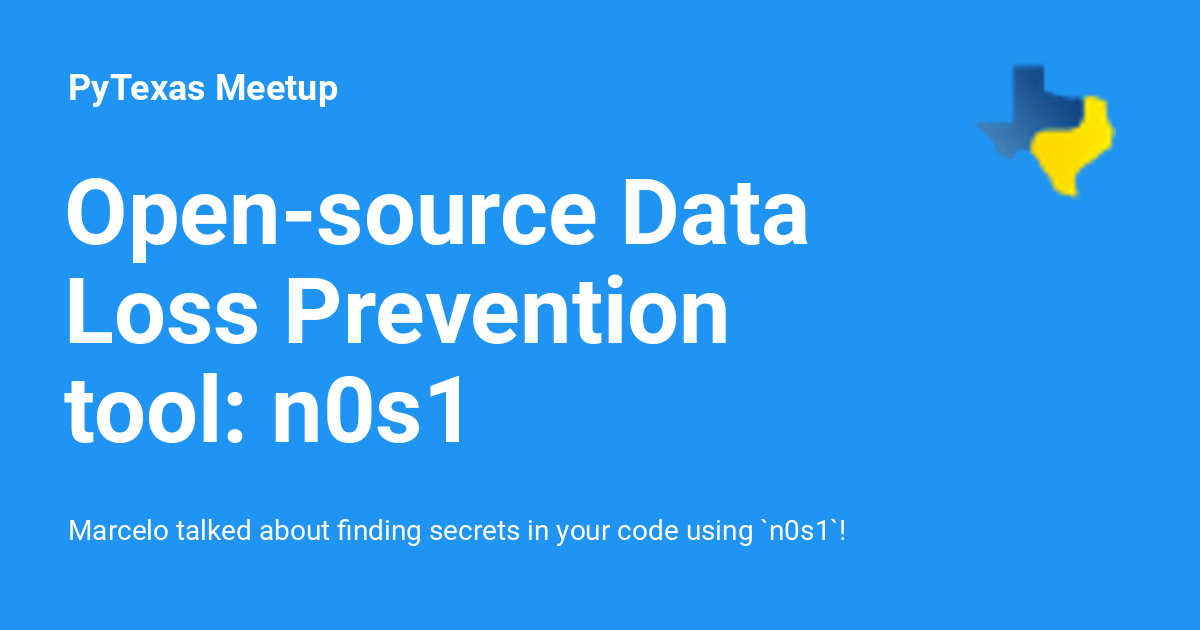 PyTexas Meetup
Open-source Data
Loss Prevention
tool: n0s1
Marcelo talked about finding secrets in your code using `n0s1`!